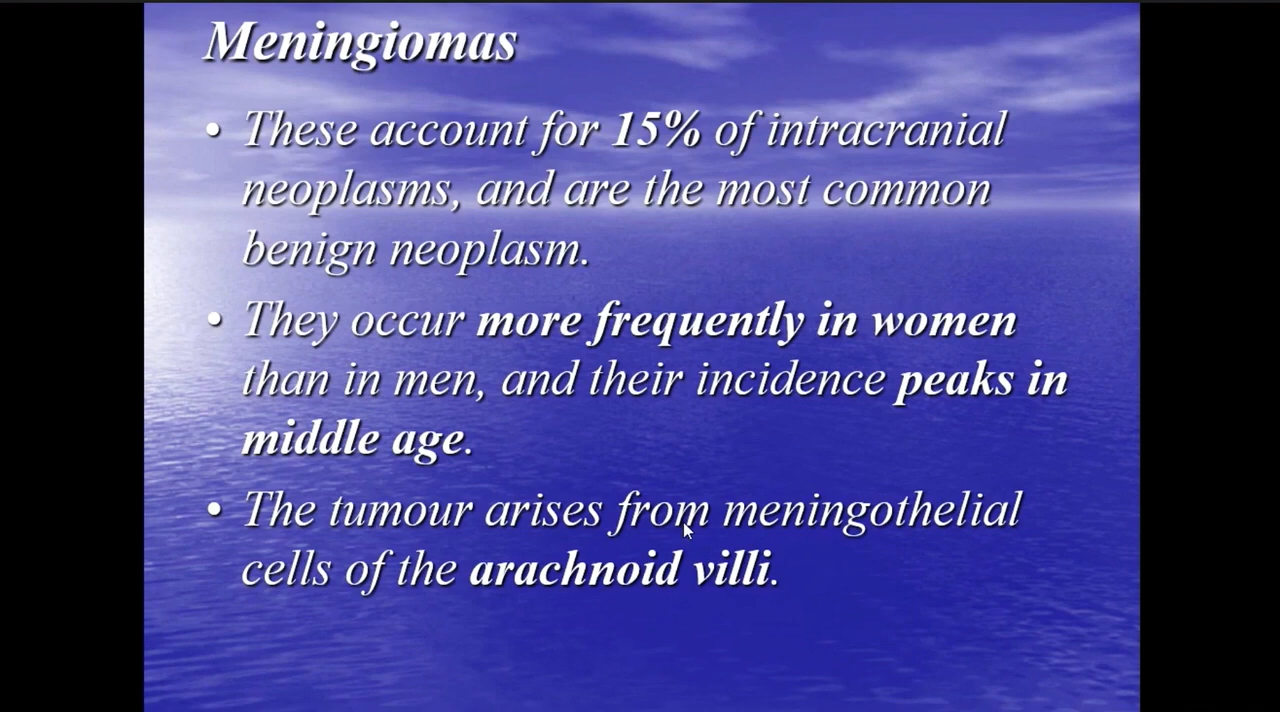 Meningiomas
• These account for 15% of intracranial
neoplasms, and are the most common
benign neoplasm.
• They occur more frequently in women
than in men, and their incidence peaks in
middle age.
• The tumour arises from meningothelial
cells of the arachnoid villi.